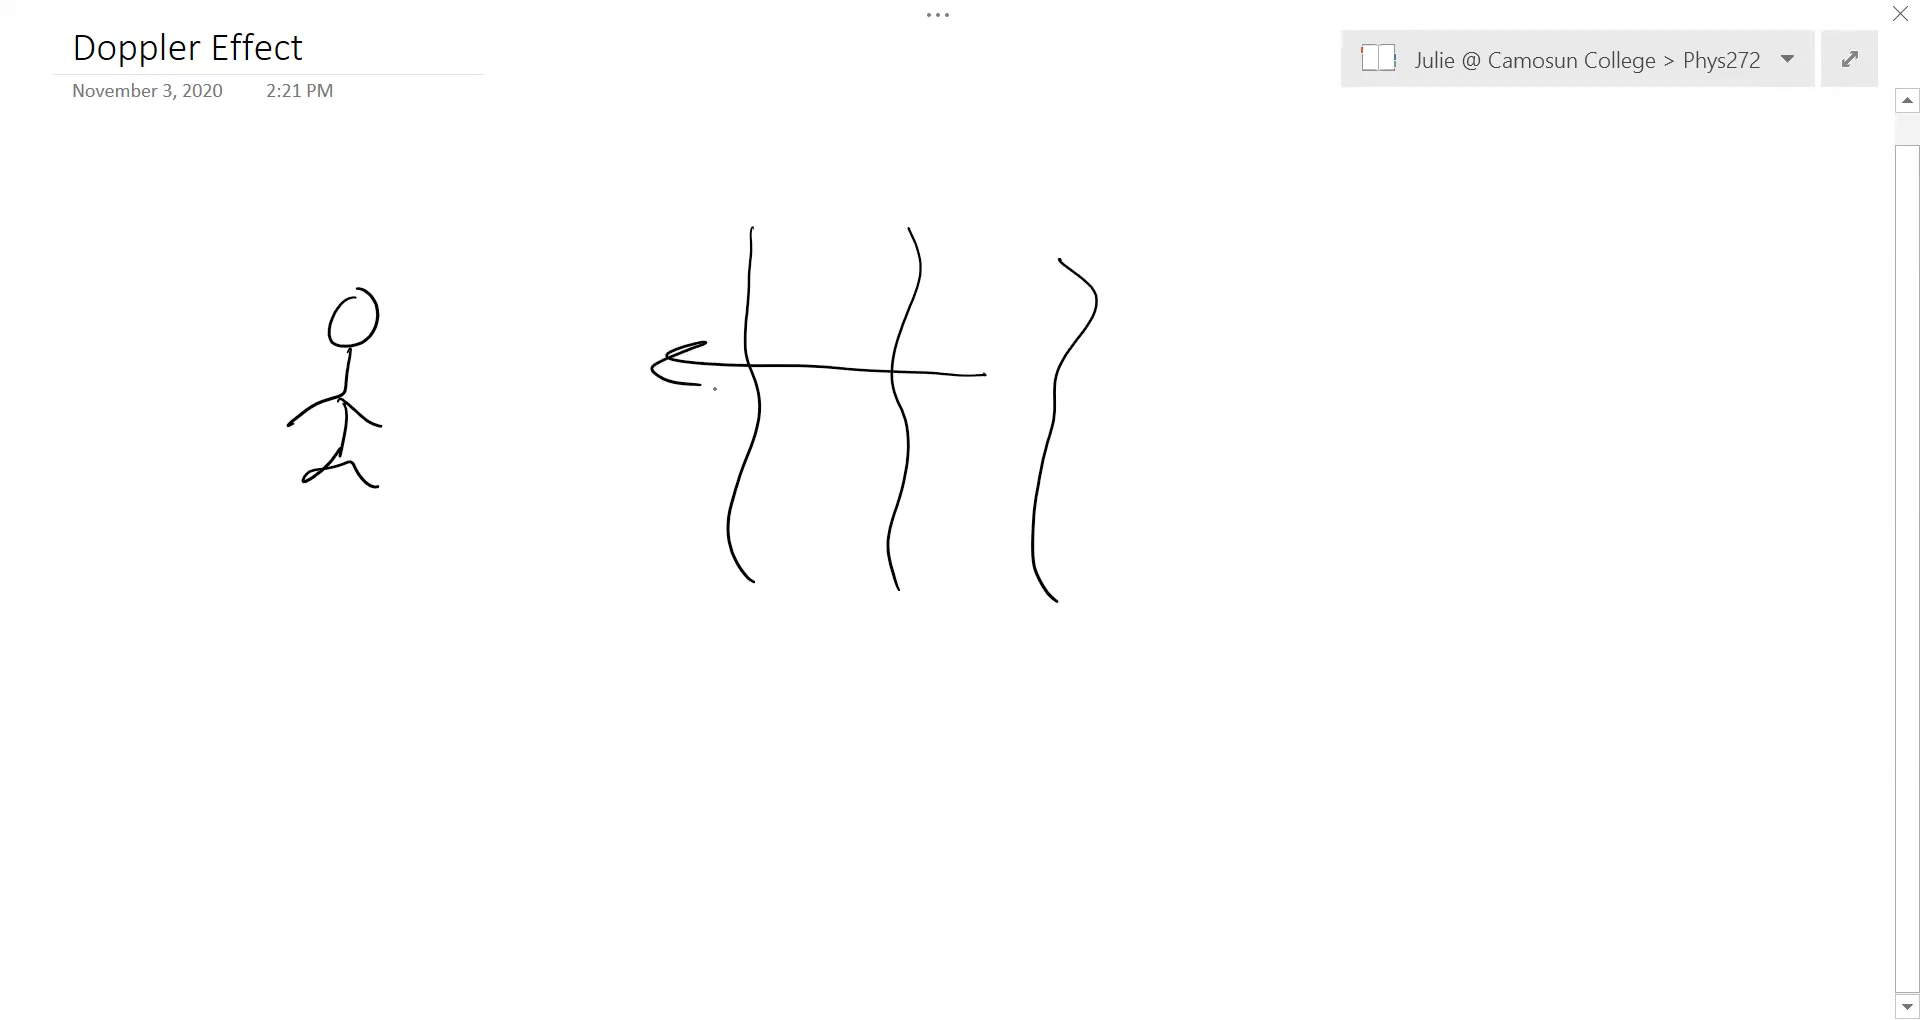 Doppler Effect
November 3, 2020 2:21 PM
Julie @ Camosun College > Phys272